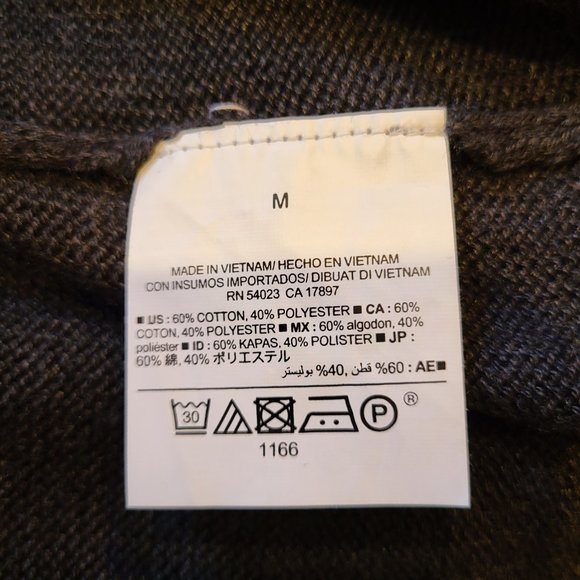 M
MADE IN VIETNAM/ HECHO EN VIETNAM
CON INSUMOS IMPORTADOS/ DIBUAT DI VIETNAM
RN 54023 CA 17897
■ US : 60% COTTON, 40% POLYESTER ■ CA : 60%
COTON, 40% POLYESTER ■ MX : 60% algodon, 40%
poliéster ■ ID : 60% KAPAS, 40% POLISTER ■ JP :
60% 綿, 40% ポリエステル
■AE : 60% قطن, 40% بوليستر
30 P ®
1166